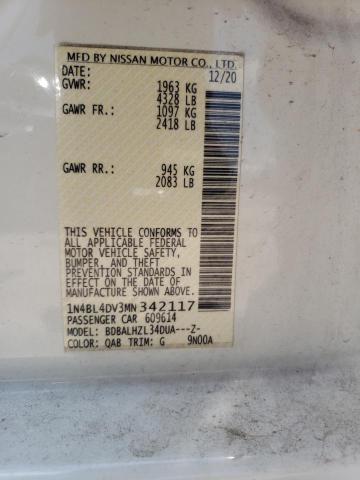 MFD BY NISSAN MOTOR CO., LTD.
DATE: 12/20
GVWR: 1963 KG
4328 LB
GAWR FR.: 1097 KG
2418 LB
GAWR RR.: 945 KG
2083 LB
THIS VEHICLE CONFORMS TO
ALL APPLICABLE FEDERAL
MOTOR VEHICLE SAFETY,
BUMPER, AND THEFT
PREVENTION STANDARDS IN
EFFECT ON THE DATE OF
MANUFACTURE SHOWN ABOVE.
1N4BL4DV3MN342117
PASSENGER CAR 609614
MODEL: BDBALHZL34DUA---Z-
COLOR: QAB TRIM: G 9N00A